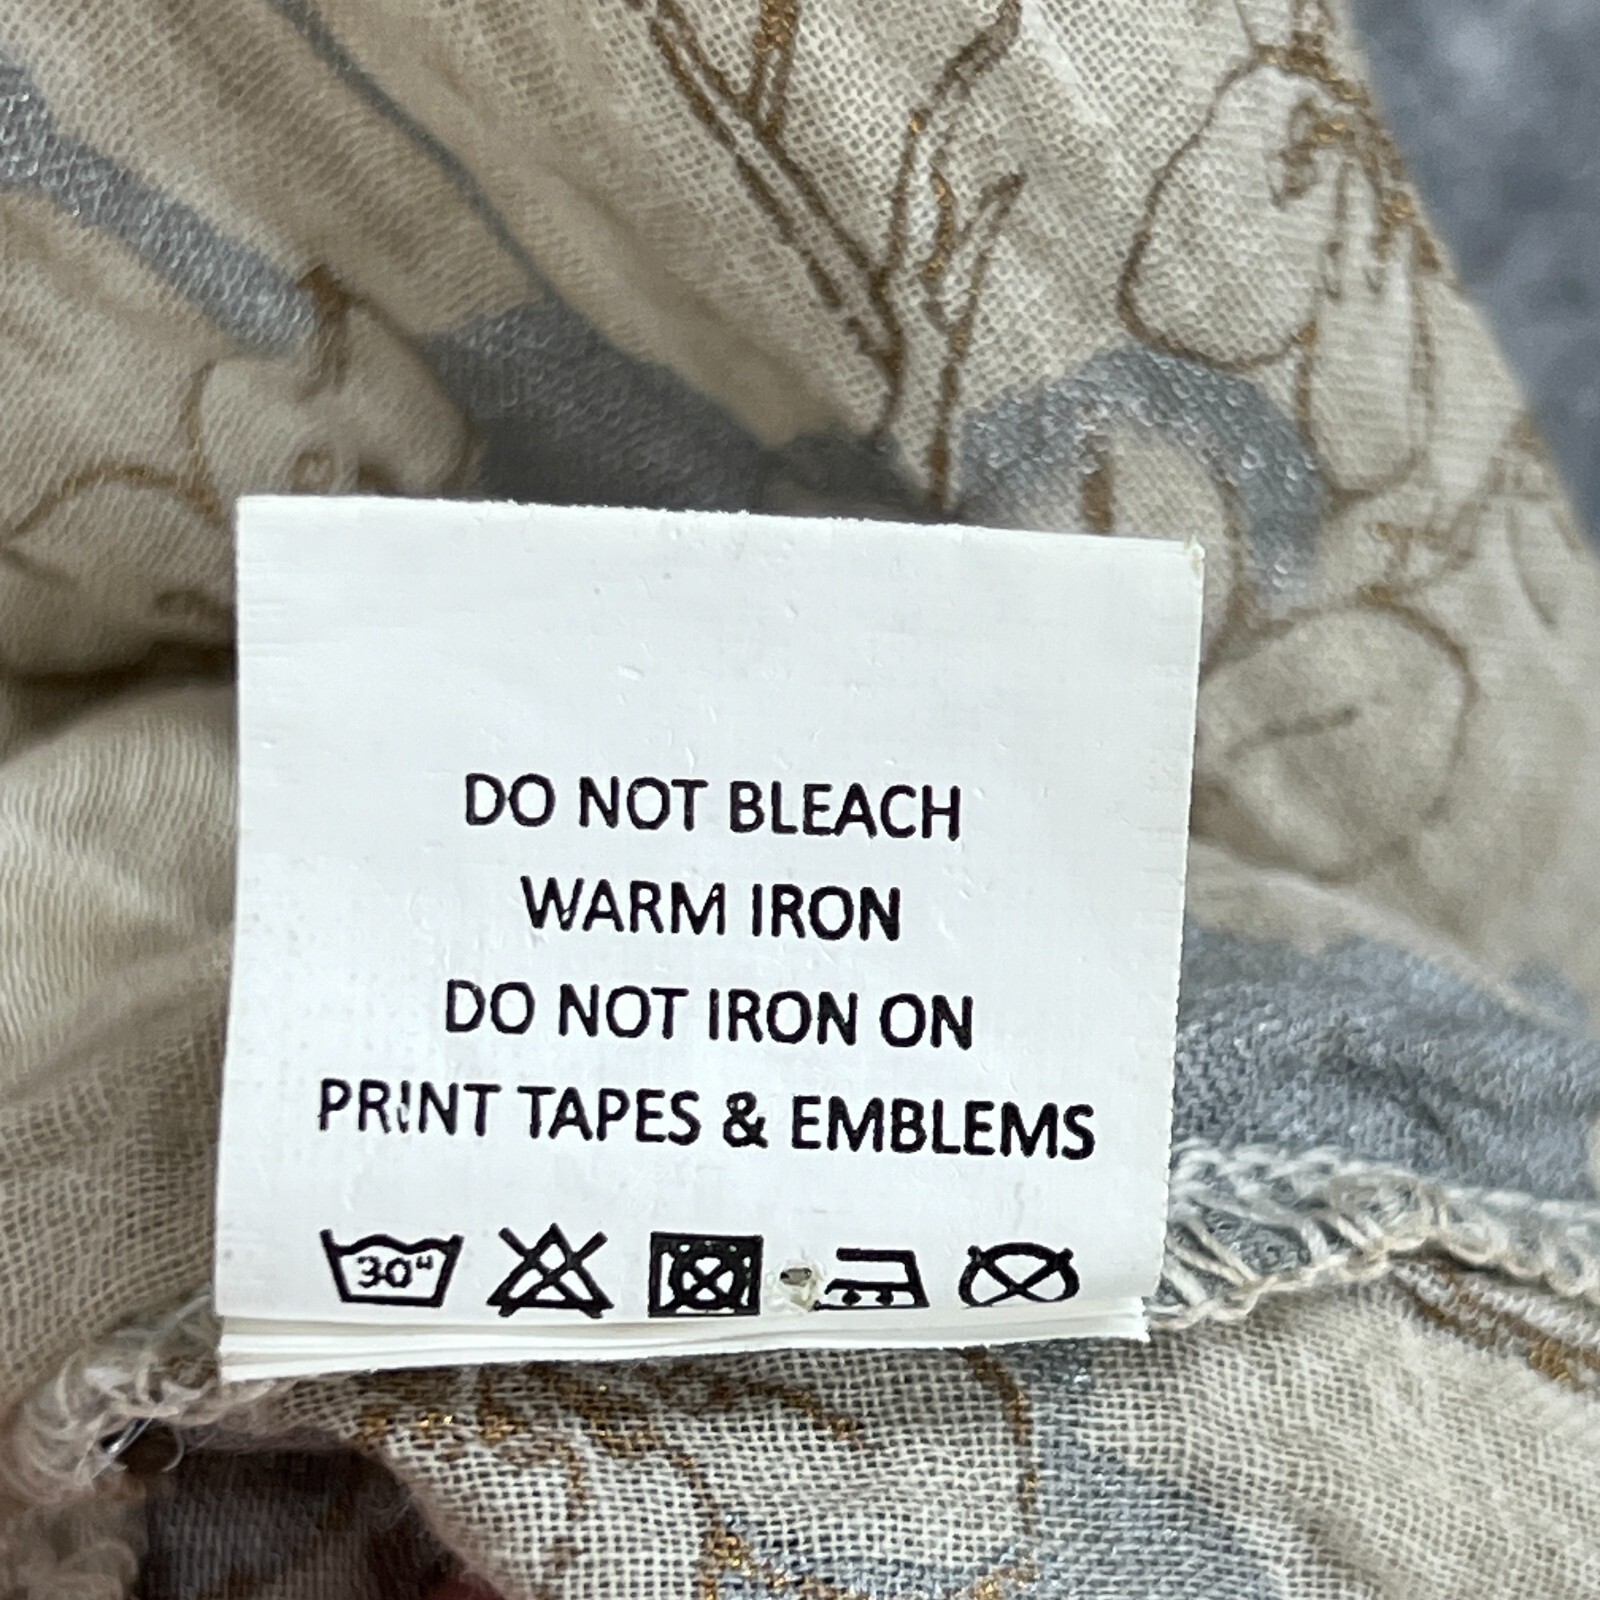 DO NOT BLEACH
WARM IRON
DO NOT IRON ON
PRINT TAPES & EMBLEMS
30°